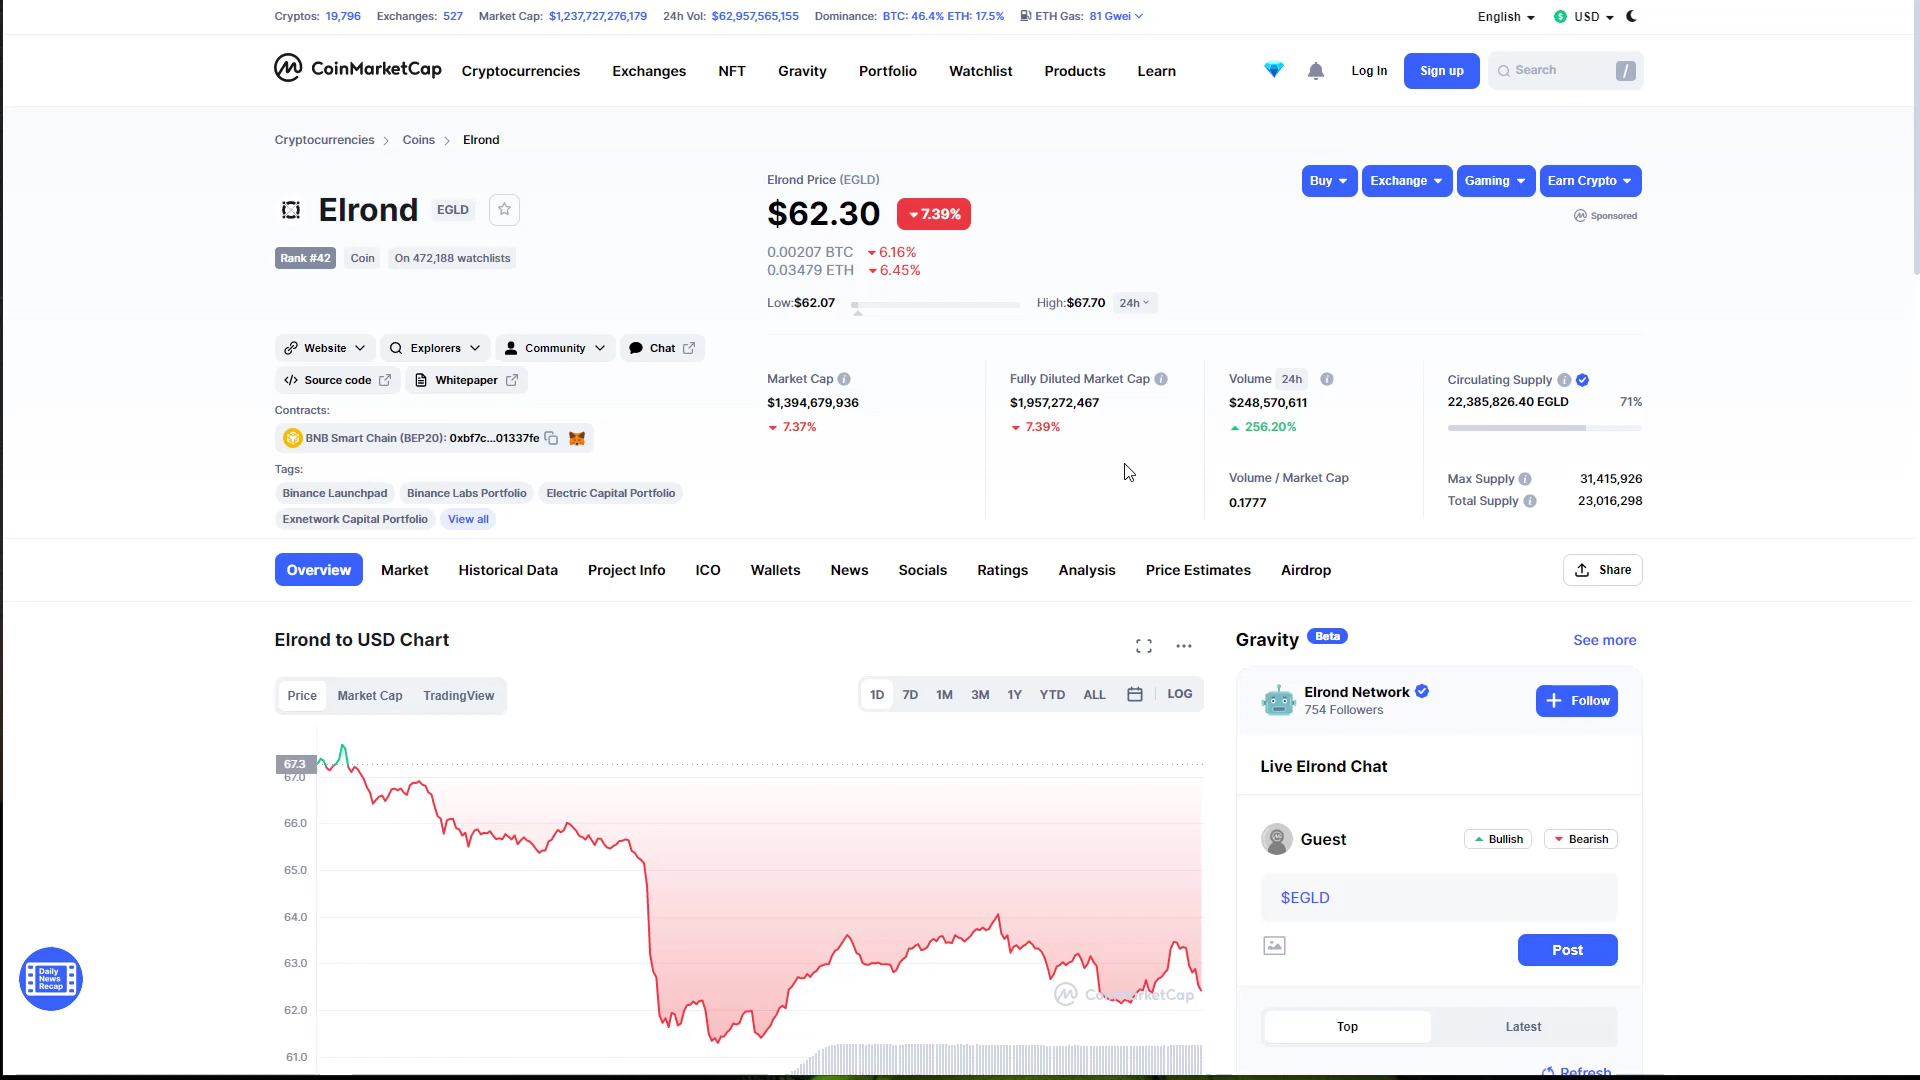 Cryptos: 19,796 Exchanges: 527 Market Cap: $1,237,727,276,179 24h Vol: $62,957,565,155 Dominance: BTC: 46.4% ETH: 17.5% ETH Gas: 81 Gwei English USD
CoinMarketCap Cryptocurrencies Exchanges NFT Gravity Portfolio Watchlist Products Learn Log In Sign up Search /
Cryptocurrencies Coins Elrond
Elrond EGLD
Rank #42 Coin On 472,188 watchlists
Elrond Price (EGLD)
$62.30 7.39%
0.00207 BTC 6.16%
0.03479 ETH 6.45%
Low:$62.07 High:$67.70 24h
Buy Exchange Gaming Earn Crypto
Sponsored
Website Explorers Community Chat
Source code Whitepaper
Contracts:
BNB Smart Chain (BEP20): 0xbf7c...01337fe
Tags:
Binance Launchpad Binance Labs Portfolio Electric Capital Portfolio
Exnetwork Capital Portfolio View all
Market Cap
$1,394,679,936
7.37%
Fully Diluted Market Cap
$1,957,272,467
7.39%
Volume 24h
$248,570,611
256.20%
Volume / Market Cap
0.1777
Circulating Supply
22,385,826.40 EGLD 71%
Max Supply 31,415,926
Total Supply 23,016,298
Overview Market Historical Data Project Info ICO Wallets News Socials Ratings Analysis Price Estimates Airdrop Share
Elrond to USD Chart
Price Market Cap TradingView 1D 7D 1M 3M 1Y YTD ALL LOG
67.3
67.0
66.0
65.0
64.0
63.0
62.0
61.0
CoinMarketCap
Daily
News
Recap
Gravity Beta See more
Elrond Network
754 Followers
Follow
Live Elrond Chat
Guest Bullish Bearish
$EGLD
Post
Top Latest
Refresh